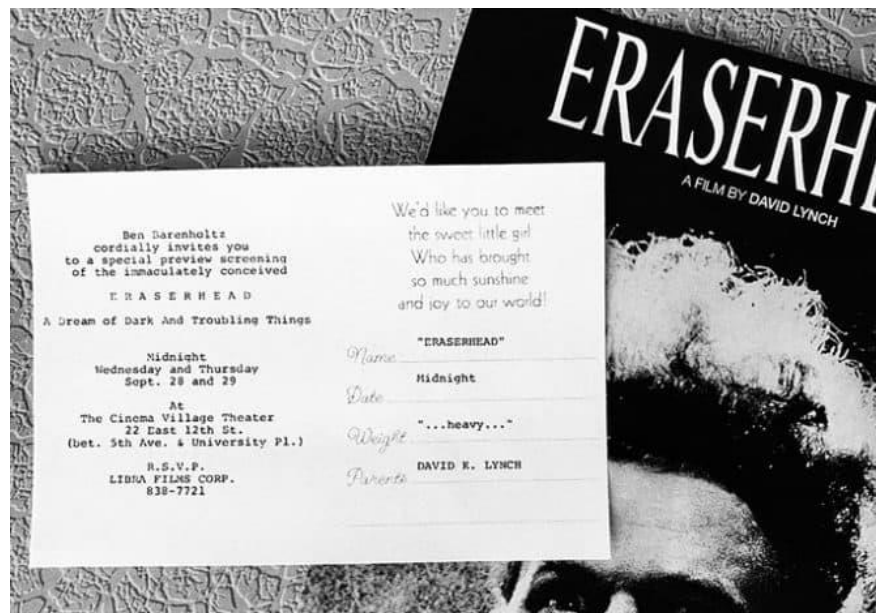 ERASERHE
A FILM BY DAVID LYNCH
Ben Barenholtz
cordially invites you
to a special preview screening
of the immaculately conceived
E R A S E R H E A D
A Dream of Dark And Troubling Things
Midnight
Wednesday and Thursday
Sept. 28 and 29
At
The Cinema Village Theater
22 East 12th St.
(bet. 5th Ave. & University Pl.)
R.S.V.P.
LIBRA FILMS CORP.
838-7721
We'd like you to meet
the sweet little girl
Who has brought
so much sunshine
and joy to our world!
Name "ERASERHEAD"
Date Midnight
Weight "...heavy..."
Parents DAVID K. LYNCH